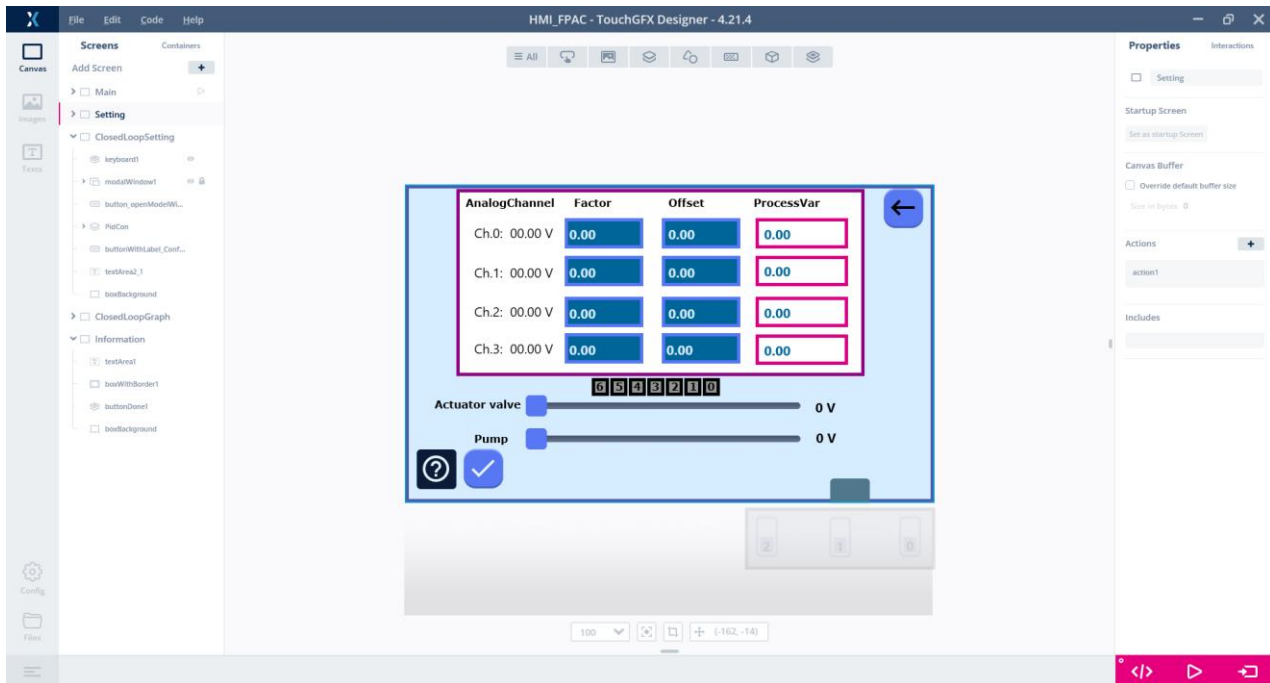 File Edit Code Help
HMI_FPAC - TouchGFX Designer - 4.21.4
Canvas
Images
Texts
Config
Files
Screens Containers
Add Screen +
Main
Setting
ClosedLoopSetting
keyboard1
modalWindow1
button_openModelWi...
PidCon
buttonWithLabel_Conf...
textArea2_1
boxBackground
ClosedLoopGraph
Information
textArea1
boxWithBorder1
buttonDone1
boxBackground
All
AnalogChannel Factor Offset ProcessVar
Ch.0: 00.00 V 0.00 0.00 0.00
Ch.1: 00.00 V 0.00 0.00 0.00
Ch.2: 00.00 V 0.00 0.00 0.00
Ch.3: 00.00 V 0.00 0.00 0.00
6 5 4 3 2 1 0
Actuator valve 0 V
Pump 0 V
?
2 1 0
100 (-162, -14)
Properties Interactions
Setting
Startup Screen
Set as startup Screen
Canvas Buffer
Override default buffer size
Size in bytes 0
Actions +
action1
Includes
</>